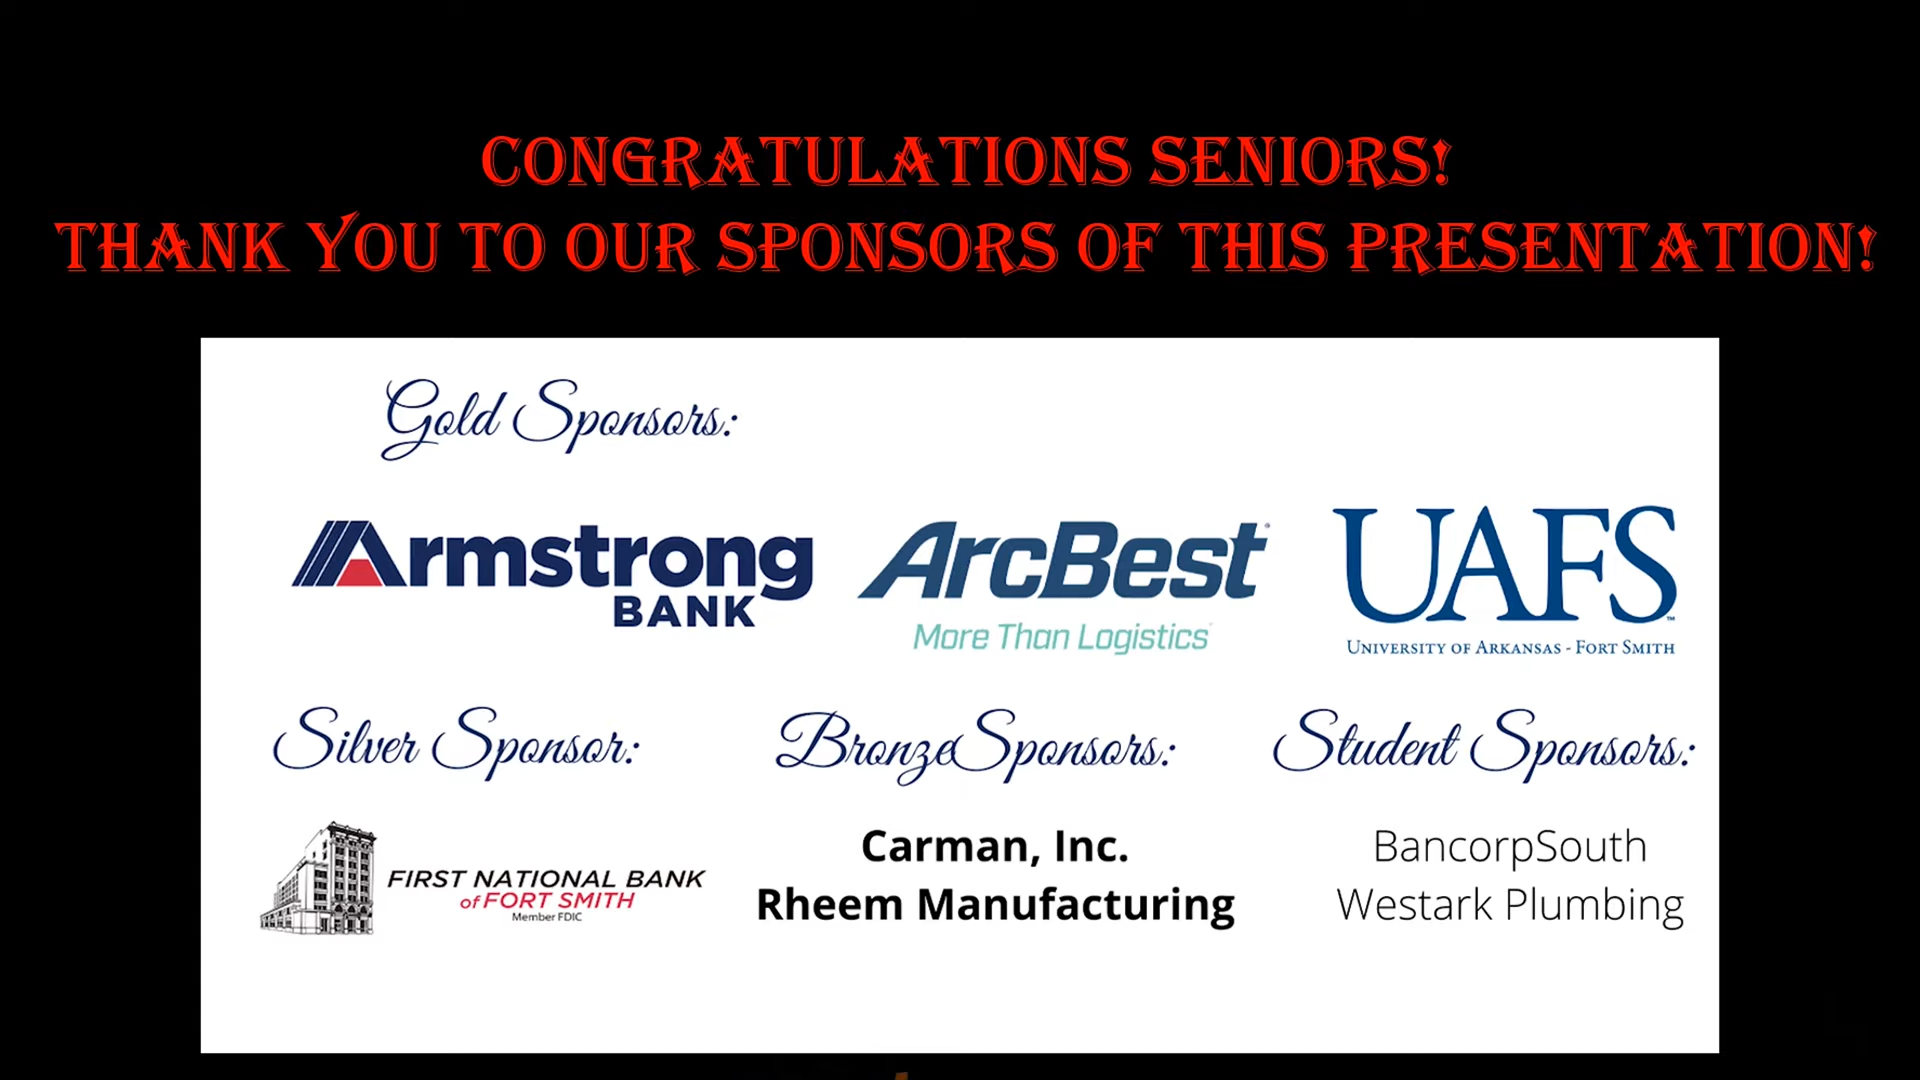 CONGRATULATIONS SENIORS!
THANK YOU TO OUR SPONSORS OF THIS PRESENTATION!
Gold Sponsors:
Armstrong
BANK
ArcBest®
More Than Logistics
UAFS™
UNIVERSITY OF ARKANSAS - FORT SMITH
Silver Sponsor:
FIRST NATIONAL BANK
of FORT SMITH
Member FDIC
Bronze Sponsors:
Carman, Inc.
Rheem Manufacturing
Student Sponsors:
BancorpSouth
Westark Plumbing